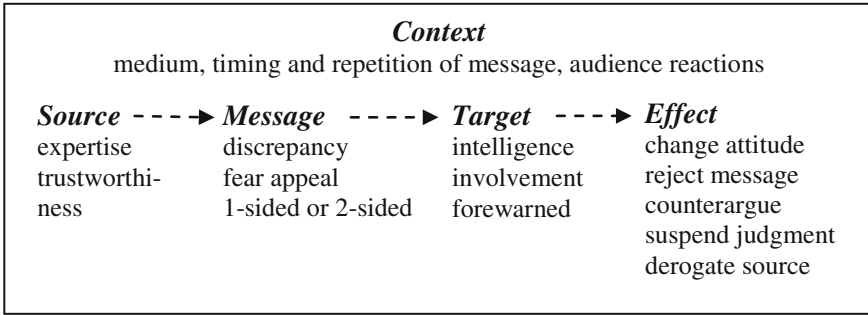 Context
medium, timing and repetition of message, audience reactions
Source Message Target Effect
expertise discrepancy intelligence change attitude
trustworthi- fear appeal involvement reject message
ness 1-sided or 2-sided forewarned counterargue
suspend judgment
derogate source